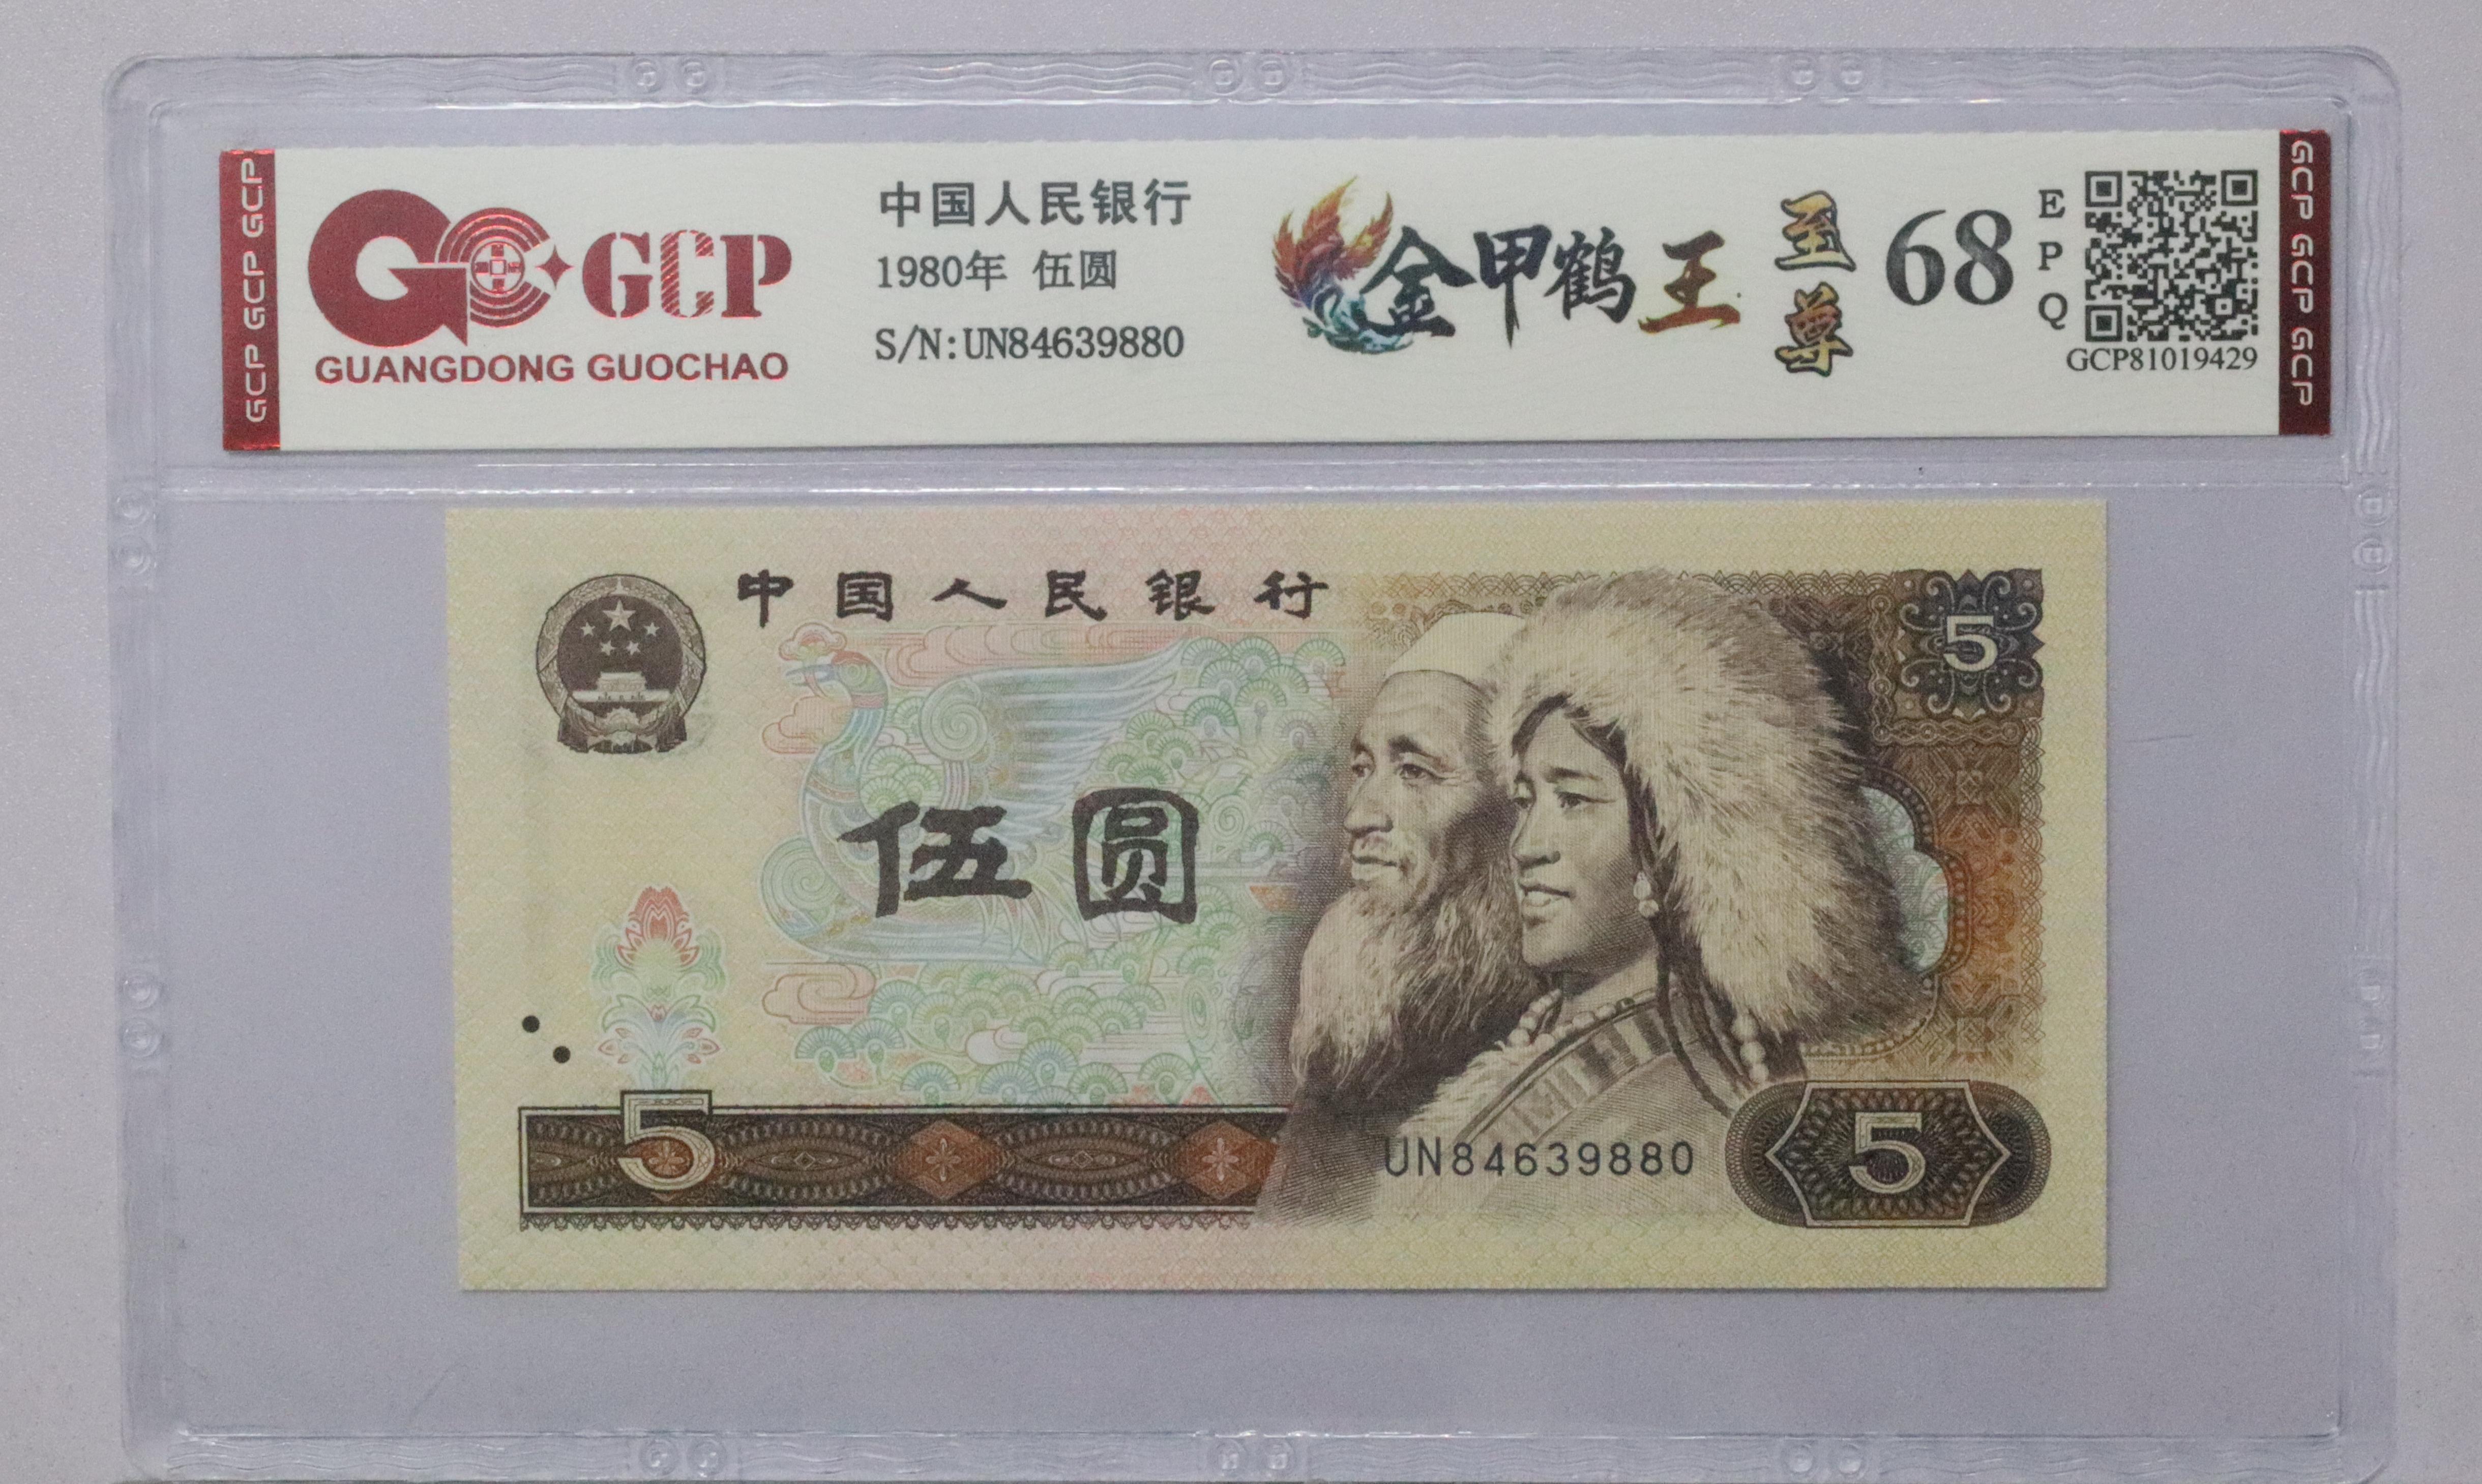 GCP GCP GCP
GCP
GUANGDONG GUOCHAO
中国人民银行
1980年 伍圆
S/N:UN84639880
金甲鹤王
至尊
68
EPQ
GCP81019429
GCP GCP GCP
中国人民银行
5
伍圆
5
UN84639880
5